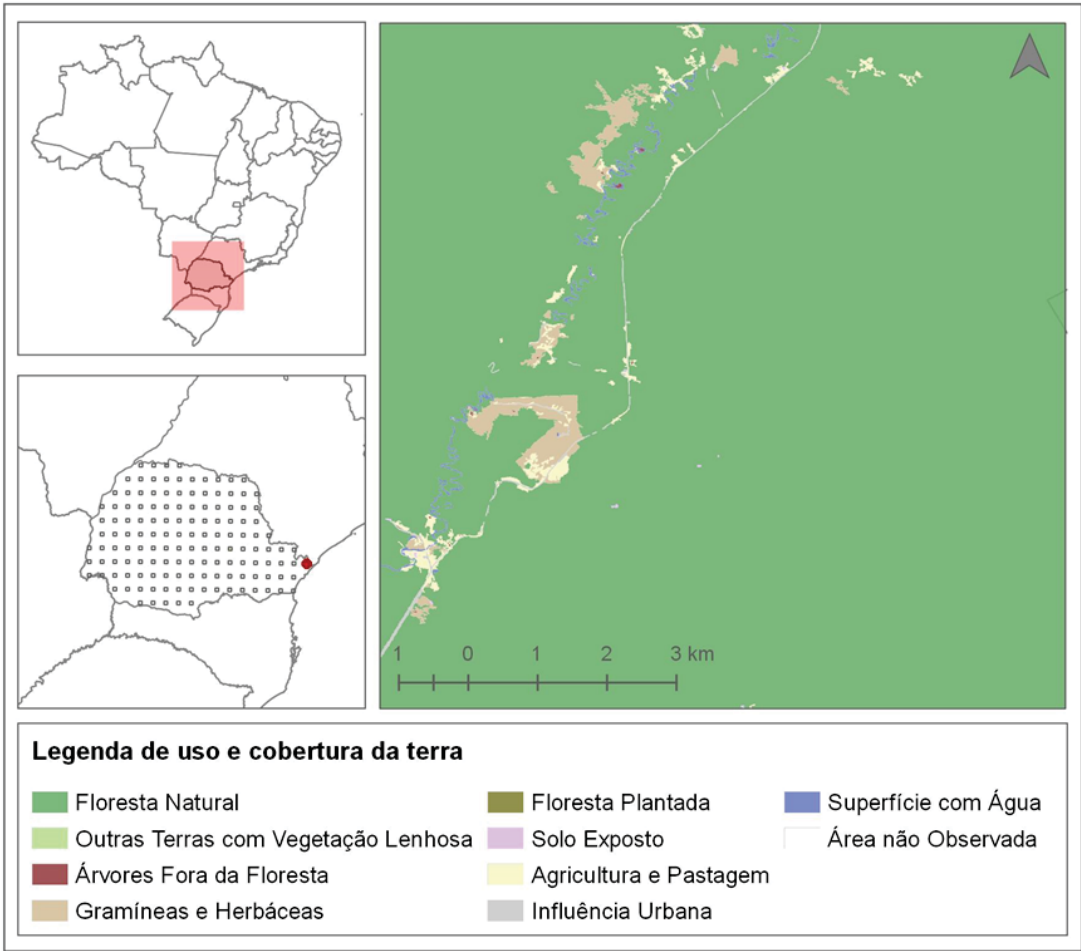 1 0 1 2 3 km
Legenda de uso e cobertura da terra
Floresta Natural
Outras Terras com Vegetação Lenhosa
Árvores Fora da Floresta
Gramíneas e Herbáceas
Floresta Plantada
Solo Exposto
Agricultura e Pastagem
Influência Urbana
Superfície com Água
Área não Observada